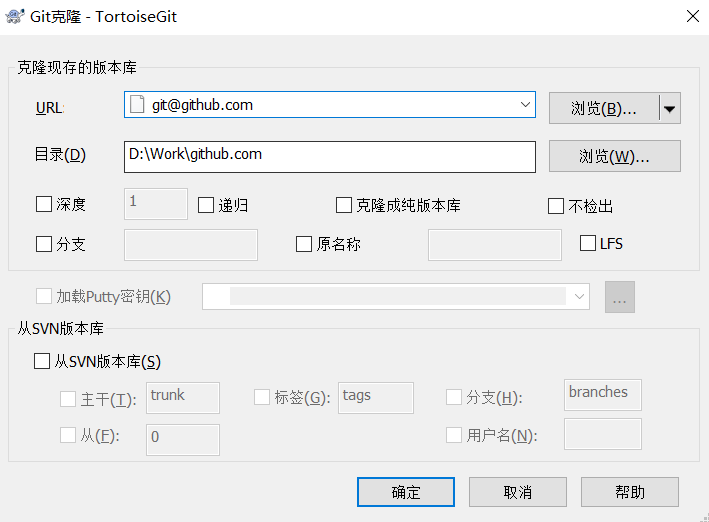 Git克隆 - TortoiseGit
克隆现存的版本库
URL: git@github.com 浏览(B)...
目录(D) D:\Work\github.com 浏览(W)...
深度 1 递归 克隆成纯版本库 不检出
分支 原名称 LFS
加载Putty密钥(K) ...
从SVN版本库
从SVN版本库(S)
主干(T): trunk 标签(G): tags 分支(H): branches
从(F): 0 用户名(N):
确定 取消 帮助